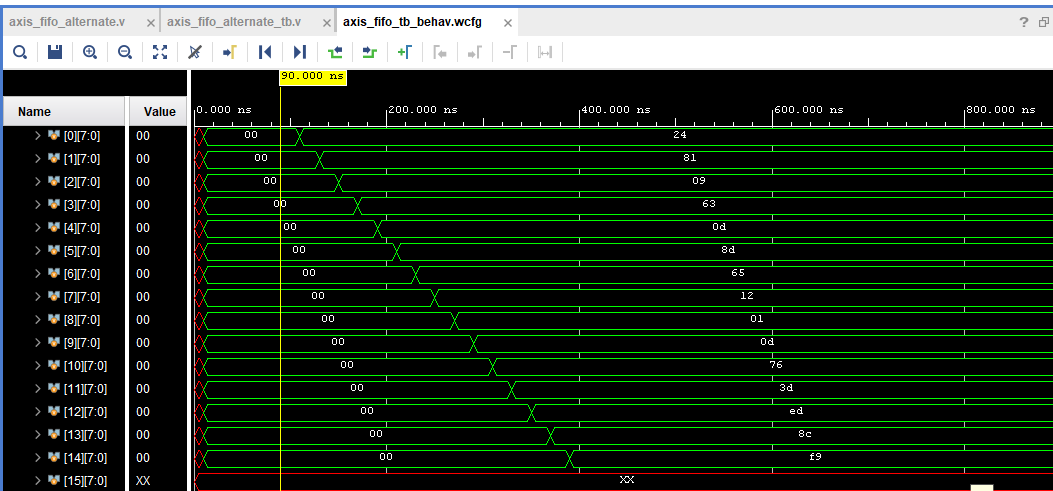 axis_fifo_alternate.v × axis_fifo_alternate_tb.v × axis_fifo_tb_behav.wcfg × ?
90.000 ns
Name Value 0.000 ns 200.000 ns 400.000 ns 600.000 ns 800.000 ns
[0][7:0] 00 00 24
[1][7:0] 00 00 81
[2][7:0] 00 00 09
[3][7:0] 00 00 63
[4][7:0] 00 00 0d
[5][7:0] 00 00 8d
[6][7:0] 00 00 65
[7][7:0] 00 00 12
[8][7:0] 00 00 01
[9][7:0] 00 00 0d
[10][7:0] 00 00 76
[11][7:0] 00 00 3d
[12][7:0] 00 00 ed
[13][7:0] 00 00 8c
[14][7:0] 00 00 f9
[15][7:0] XX XX